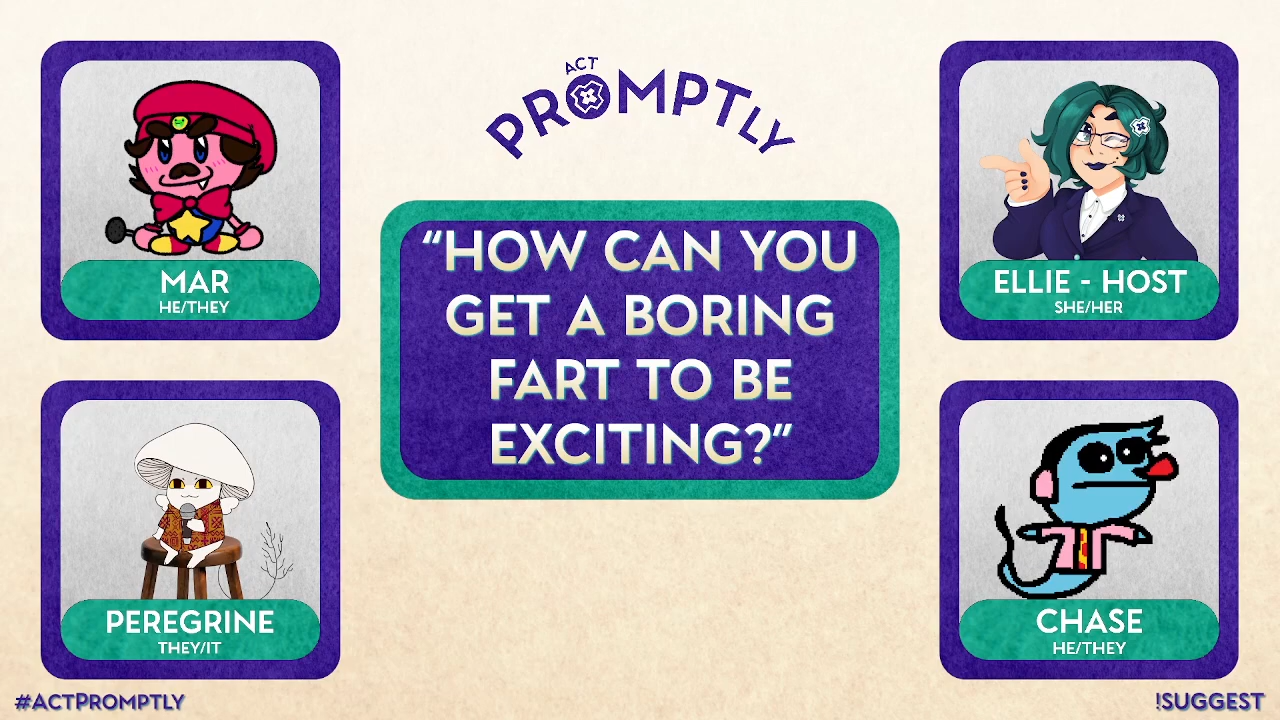 ACT
PROMPTLY
MAR
HE/THEY
ELLIE - HOST
SHE/HER
“HOW CAN YOU
GET A BORING
FART TO BE
EXCITING?”
PEREGRINE
THEY/IT
CHASE
HE/THEY
#ACTPROMPTLY
!SUGGEST